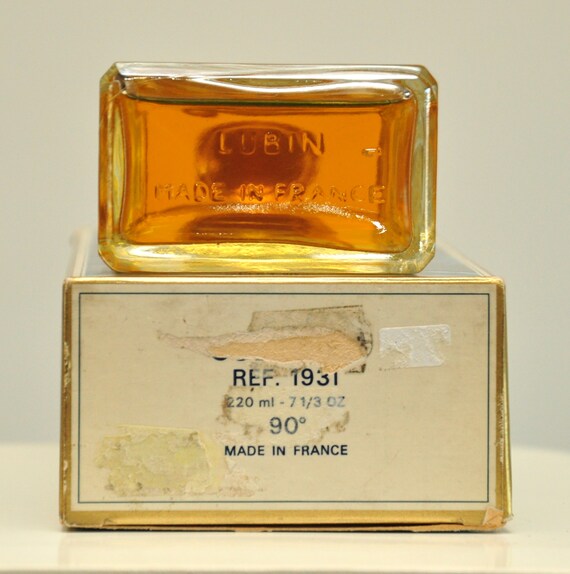 LUBIN
MADE IN FRANCE
REF. 1931
220 ml - 7 1/3 OZ
90°
MADE IN FRANCE